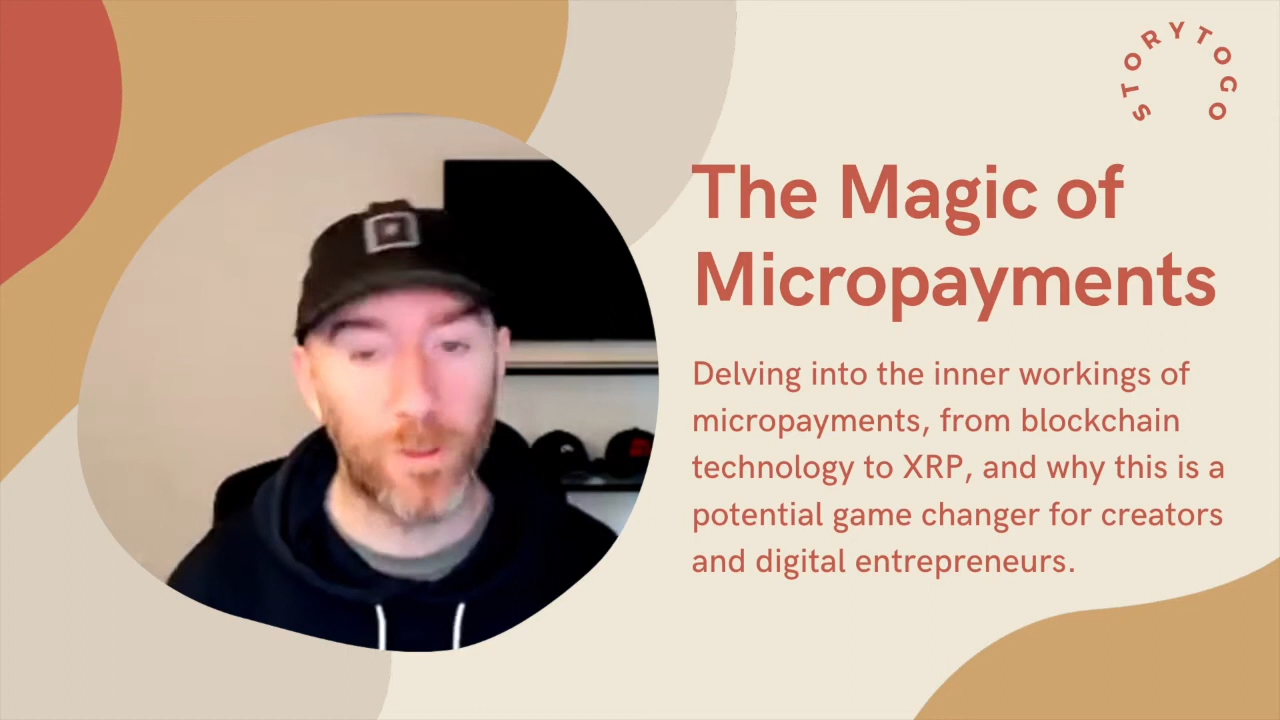 STORYTOGO
The Magic of
Micropayments
Delving into the inner workings of
micropayments, from blockchain
technology to XRP, and why this is a
potential game changer for creators
and digital entrepreneurs.